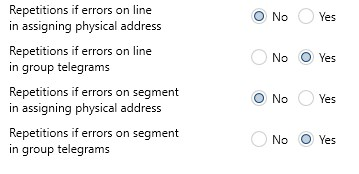 Repetitions if errors on line
in assigning physical address
No Yes
Repetitions if errors on line
in group telegrams
No Yes
Repetitions if errors on segment
in assigning physical address
No Yes
Repetitions if errors on segment
in group telegrams
No Yes